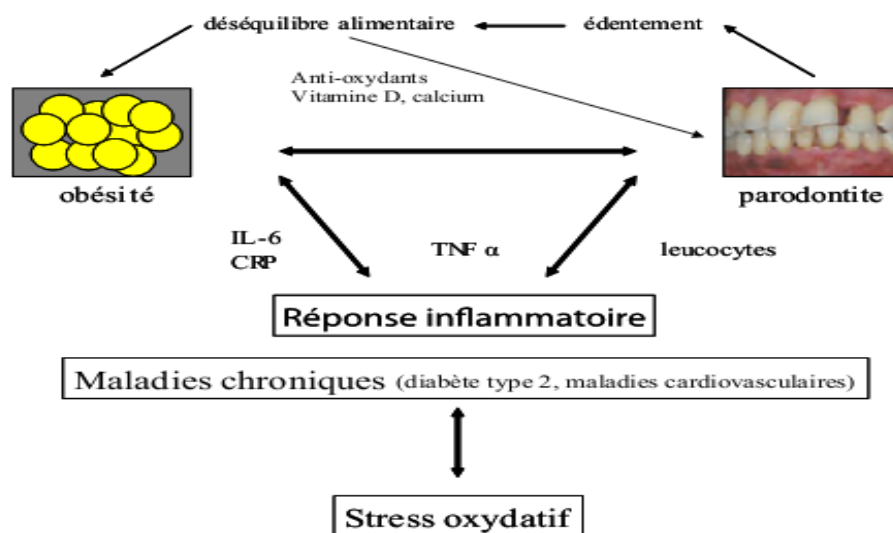 déséquilibre alimentaire
édentement
Anti-oxydants
Vitamine D, calcium
obésité
parodontite
IL-6
CRP
TNF α
leucocytes
Réponse inflammatoire
Maladies chroniques (diabète type 2, maladies cardiovasculaires)
Stress oxydatif